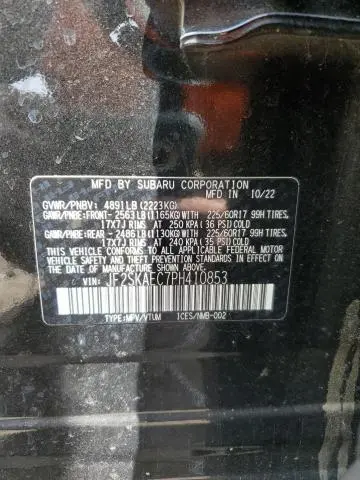 MFD BY SUBARU CORPORATION
MFD IN 10/22
GVWR/PNBV: 4891LB(2223KG)
GAWR/PNBE:FRONT- 2563LB(1165KG)WITH 225/60R17 99H TIRES,
17X7J RIMS, AT 250 KPA(36 PSI)COLD
GAWR/PNBE:REAR - 2486LB(1130KG)WITH 225/60R17 99H TIRES,
17X7J RIMS, AT 240 KPA(35 PSI)COLD
THIS VEHICLE CONFORMS TO ALL APPLICABLE FEDERAL MOTOR
VEHICLE SAFETY AND THEFT PREVENTION STANDARDS IN EFFECT
ON THE DATE OF MANUFACTURE SHOWN ABOVE.
VIN: JF2SKAEC7PH410853
TYPE:MPV/VTUM ICES/NMB-002